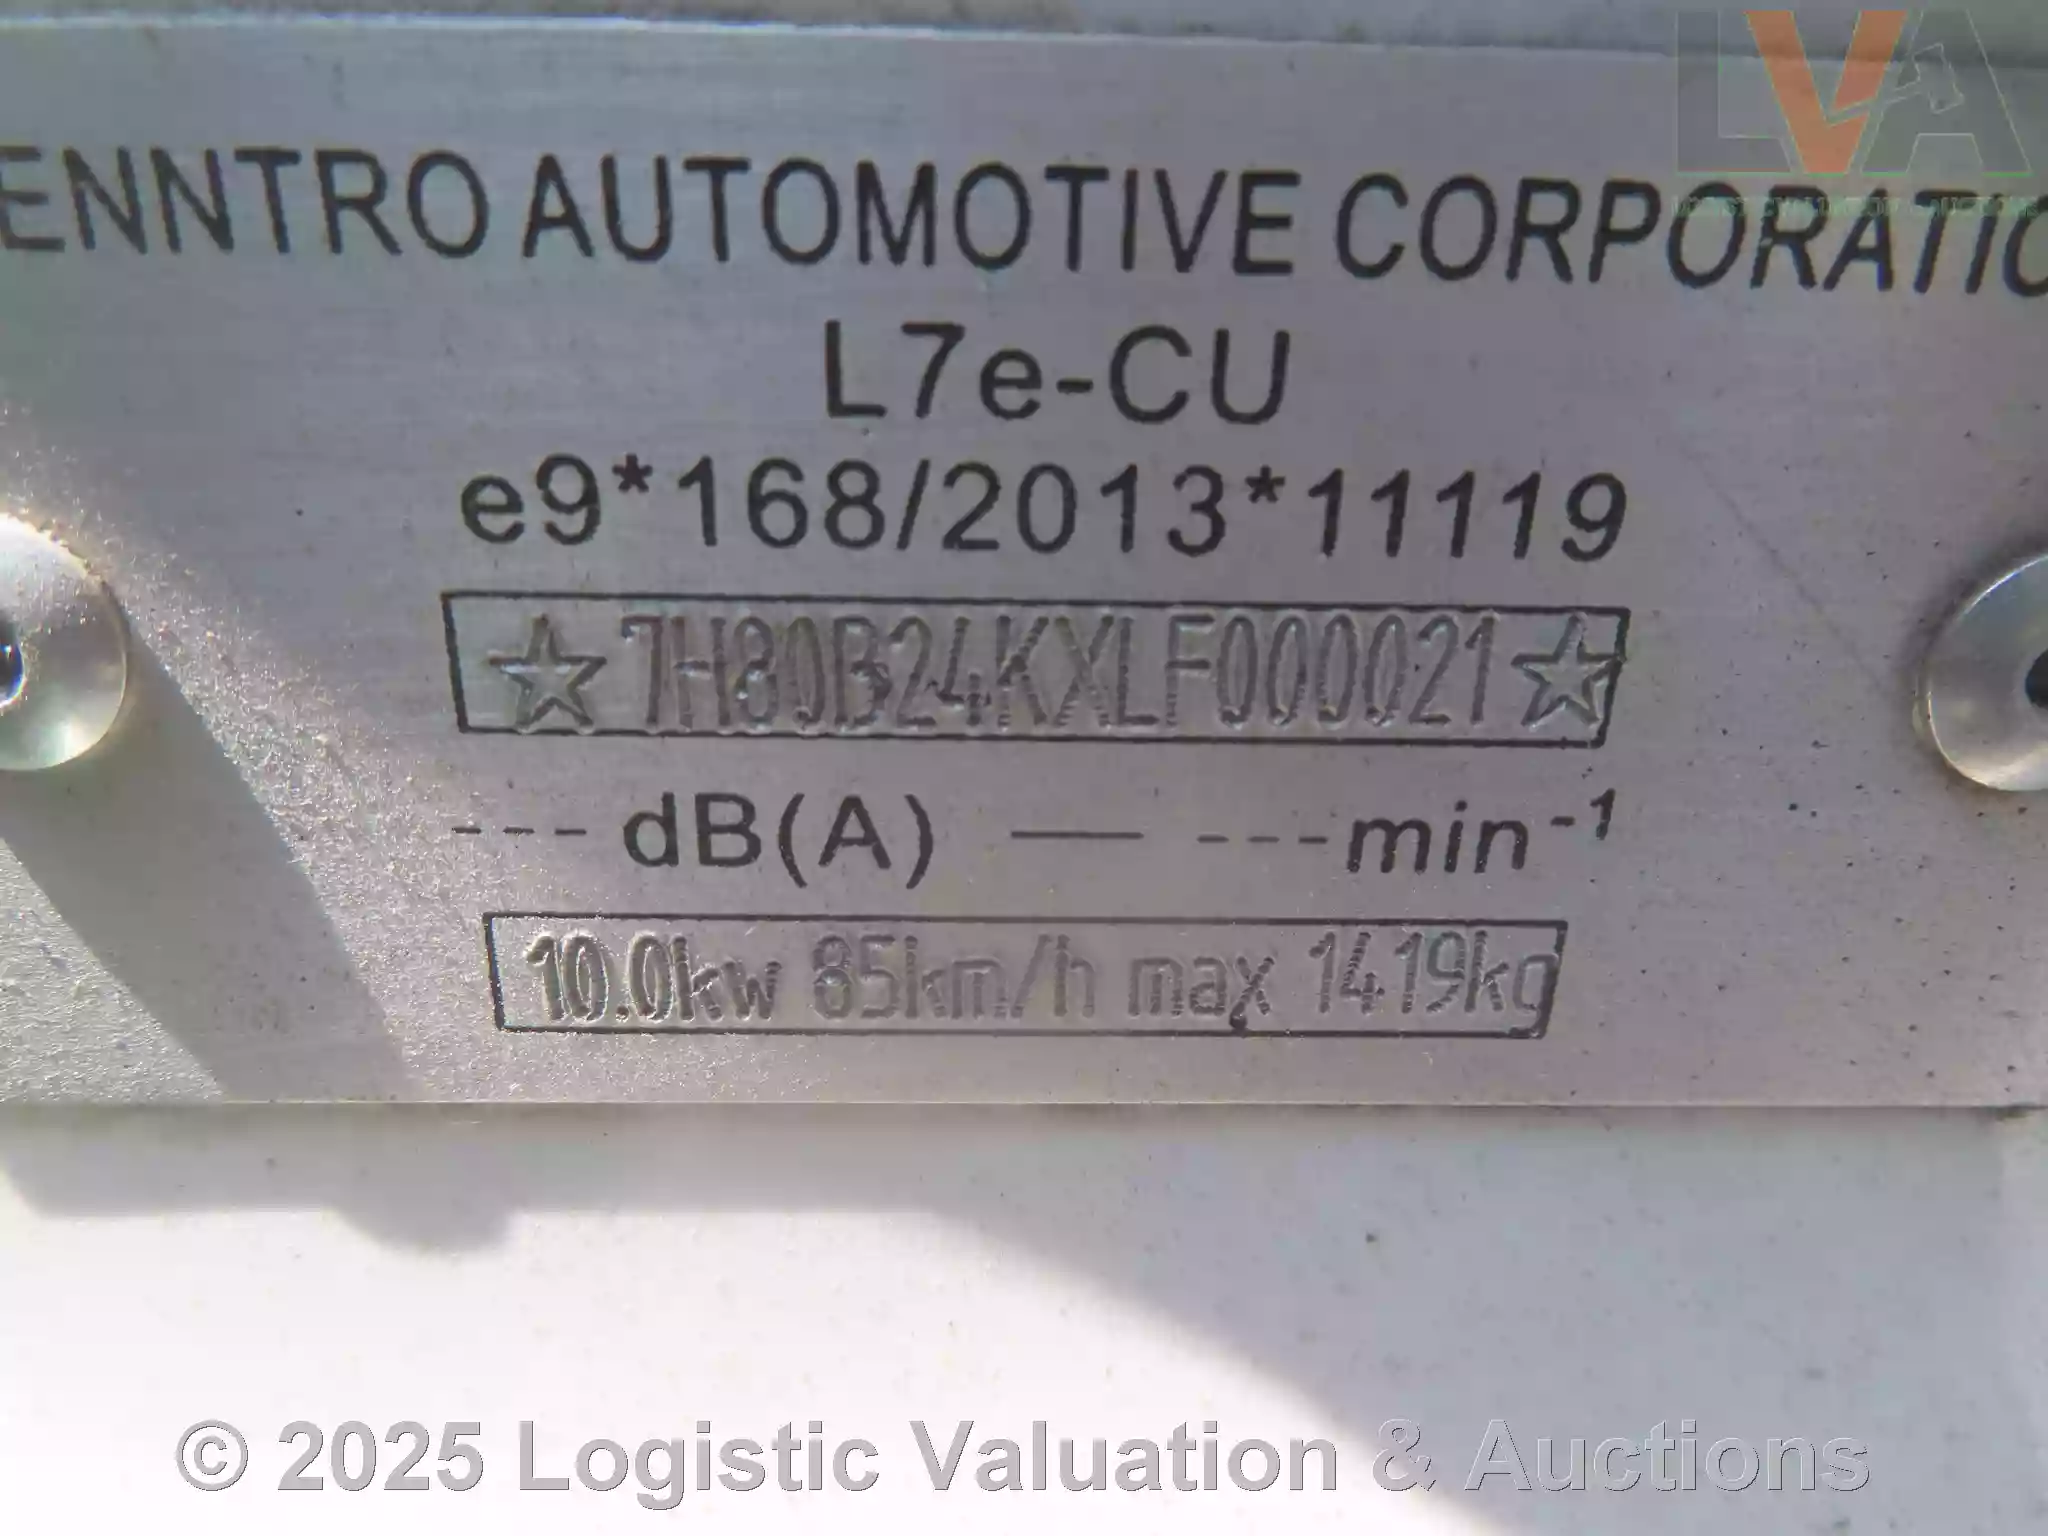 LVA
ENNTRO AUTOMOTIVE CORPORATIO
L7e-CU
e9*168/2013*11119
☆7H80B24KXLF000021☆
--- dB(A) — ---min⁻¹
10.0kw 85km/h max 1419kg
© 2025 Logistic Valuation & Auctions